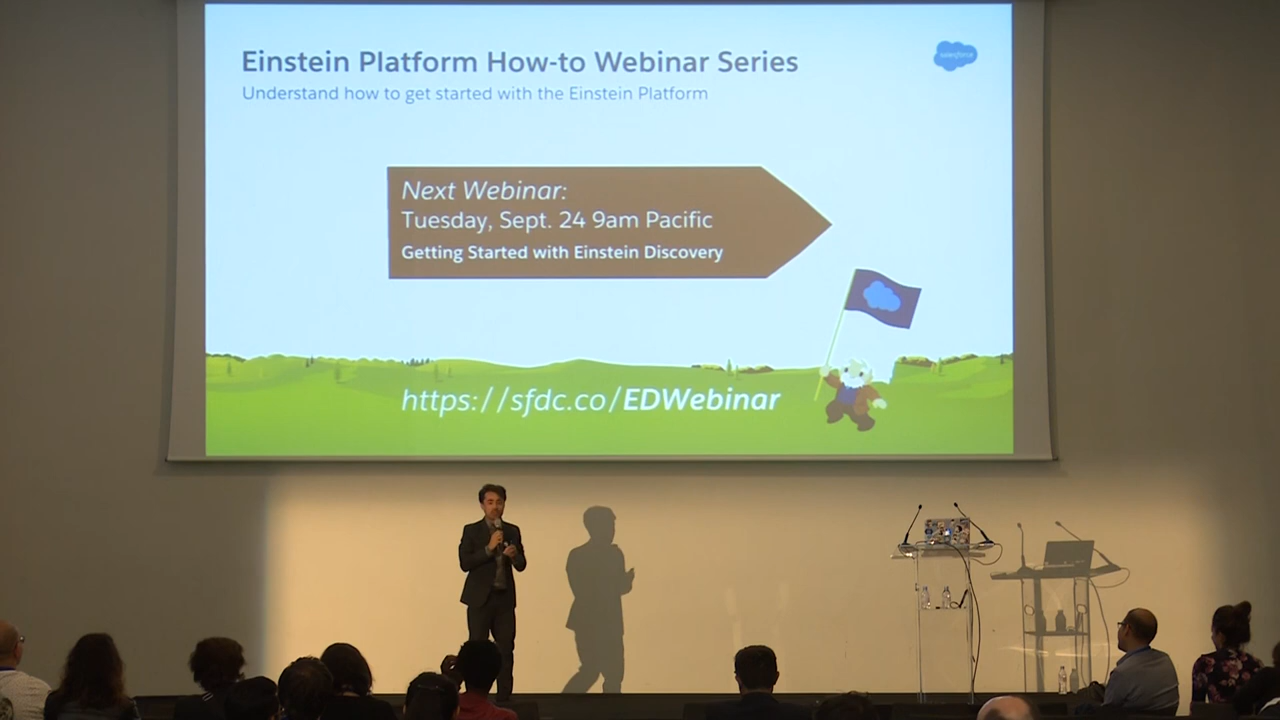 Einstein Platform How-to Webinar Series
Understand how to get started with the Einstein Platform
salesforce
Next Webinar:
Tuesday, Sept. 24 9am Pacific
Getting Started with Einstein Discovery
https://sfdc.co/EDWebinar